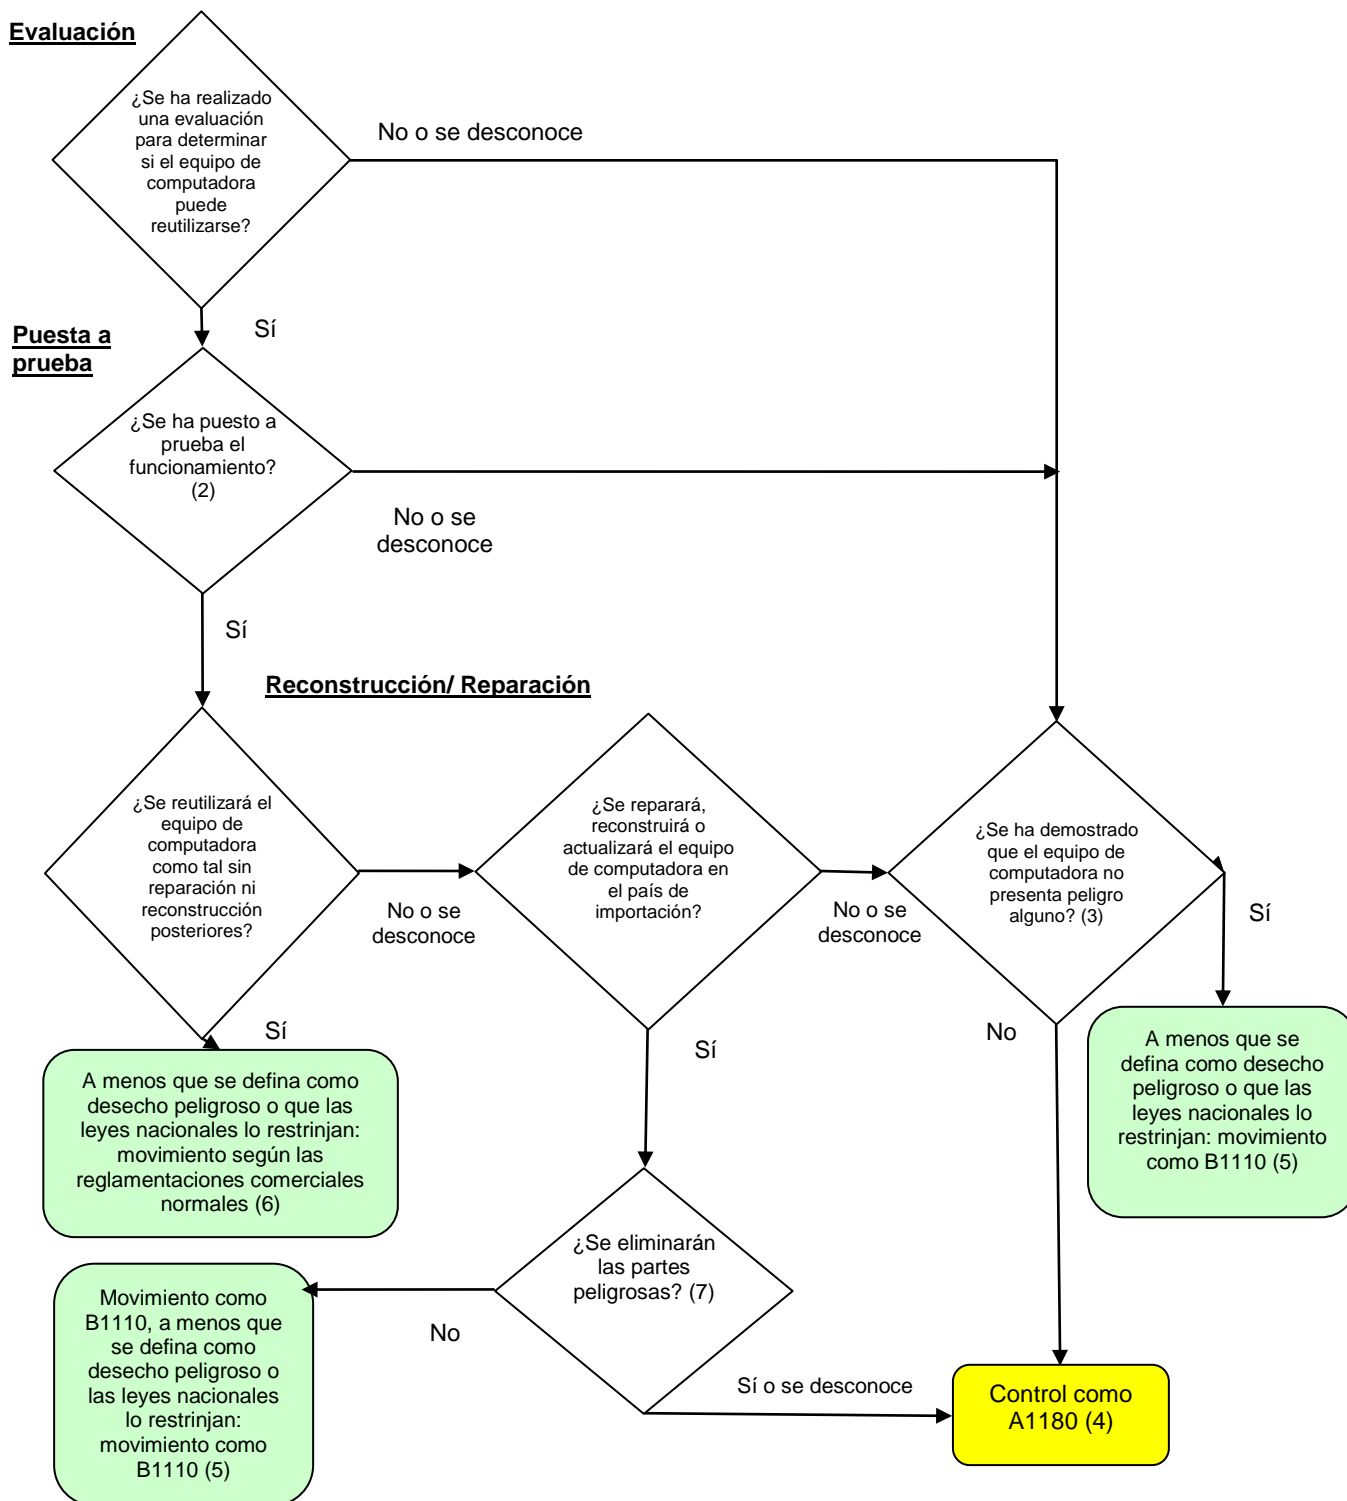 Evaluación
¿Se ha realizado
una evaluación
para determinar
si el equipo de
computadora
puede
reutilizarse?
No o se desconoce
Sí
Puesta a
prueba
¿Se ha puesto a
prueba el
funcionamiento?
(2)
No o se
desconoce
Sí
Reconstrucción/ Reparación
¿Se reutilizará el
equipo de
computadora
como tal sin
reparación ni
reconstrucción
posteriores?
No o se
desconoce
¿Se reparará,
reconstruirá o
actualizará el equipo
de computadora en
el país de
importación?
No o se
desconoce
¿Se ha demostrado
que el equipo de
computadora no
presenta peligro
alguno? (3)
Sí
Sí
Sí
No
A menos que se defina como
desecho peligroso o que las
leyes nacionales lo restrinjan:
movimiento según las
reglamentaciones comerciales
normales (6)
A menos que se
defina como desecho
peligroso o que las
leyes nacionales lo
restrinjan: movimiento
como B1110 (5)
¿Se eliminarán
las partes
peligrosas? (7)
No
Movimiento como
B1110, a menos que
se defina como
desecho peligroso o
las leyes nacionales
lo restrinjan:
movimiento como
B1110 (5)
Sí o se desconoce
Control como
A1180 (4)